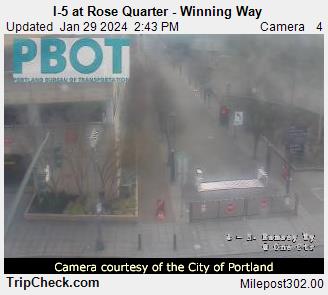 I-5 at Rose Quarter - Winning Way
Updated Jan 29 2024 2:43 PM Camera 4
PBOT
PORTLAND BUREAU OF TRANSPORTATION
Camera courtesy of the City of Portland
TripCheck.com Milepost302.00